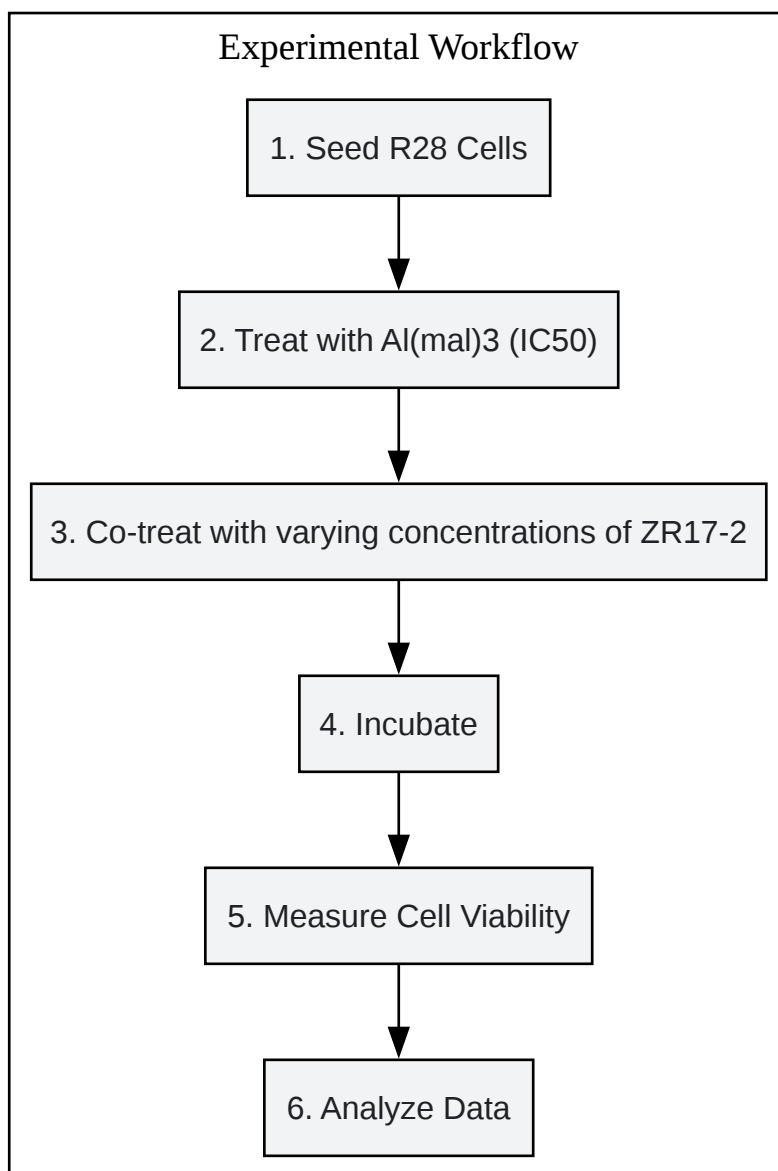 Experimental Workflow
1. Seed R28 Cells
2. Treat with Al(mal)3 (IC50)
3. Co-treat with varying concentrations of ZR17-2
4. Incubate
5. Measure Cell Viability
6. Analyze Data